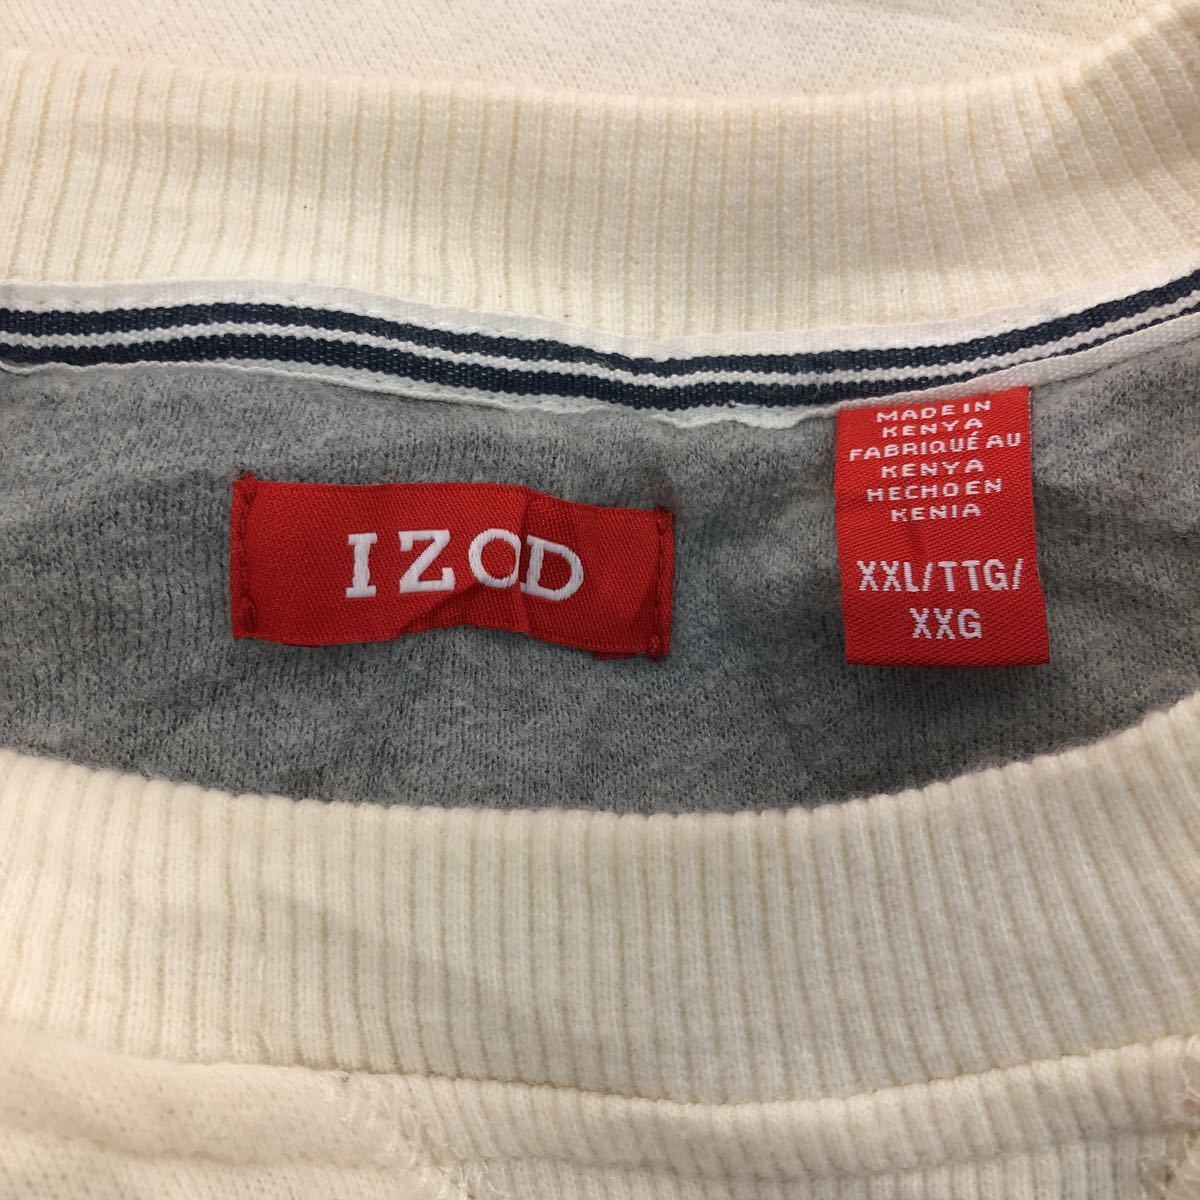 IZOD
MADE IN
KENYA
FABRIQUÉ AU
KENYA
HECHO EN
KENIA
XXL/TTG/
XXG